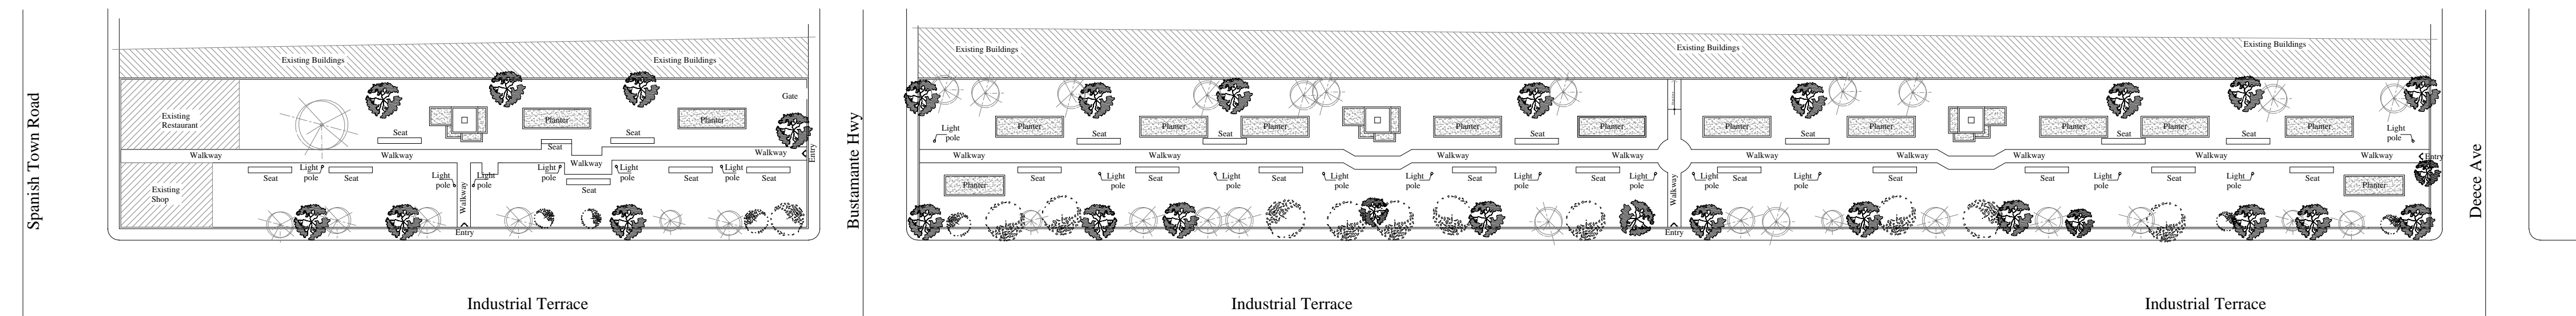 Spanish Town Road
Existing Buildings
Existing Buildings
Gate
Existing
Restaurant
Seat
Planter
Seat
Planter
Seat
Walkway
Walkway
Walkway
Walkway
Entry
Seat
Light
pole
Seat
Light
pole
Light
pole
Light
pole
Seat
Light
pole
Seat
Light
pole
Seat
Existing
Shop
Walkway
Entry
Industrial Terrace
Bustamante Hwy
Existing Buildings
Existing Buildings
Existing Buildings
Light
pole
Planter
Seat
Planter
Seat
Planter
Planter
Seat
Planter
Planter
Seat
Planter
Planter
Seat
Planter
Seat
Planter
Light
pole
Walkway
Walkway
Walkway
Walkway
Walkway
Walkway
Walkway
Walkway
Walkway
Entry
Planter
Seat
Light
pole
Seat
Light
pole
Seat
Light
pole
Light
pole
Seat
Light
pole
Seat
Light
pole
Walkway
Entry
Light
pole
Seat
Light
pole
Seat
Seat
Light
pole
Seat
Light
pole
Seat
Planter
Industrial Terrace
Industrial Terrace
Deece Ave